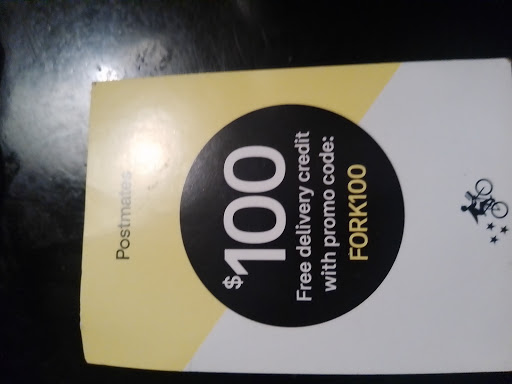 Postmates
$100
Free delivery credit
with promo code:
FORK100